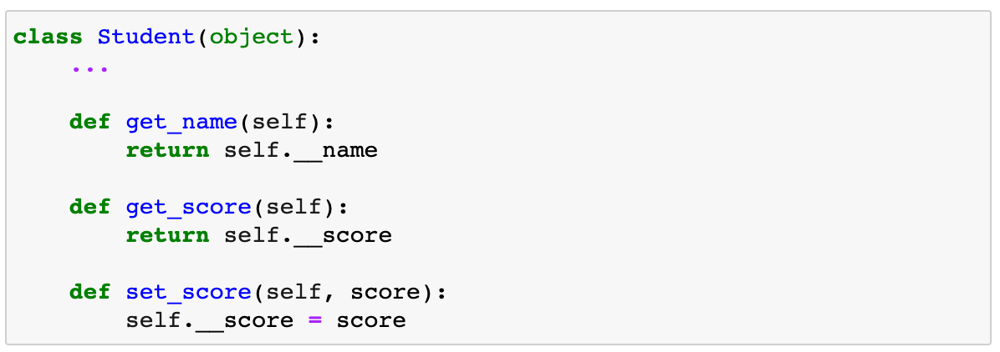 class Student(object):
    ...
    def get_name(self):
        return self.__name
    def get_score(self):
        return self.__score
    def set_score(self, score):
        self.__score = score